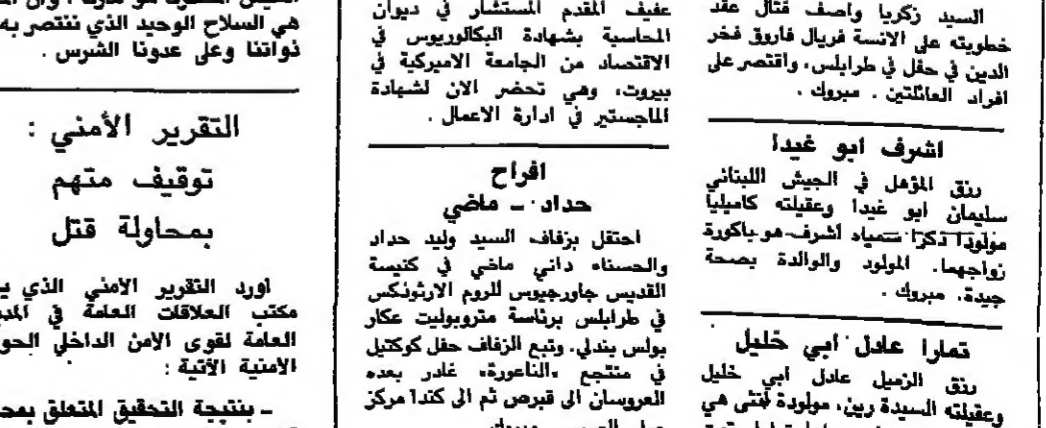 السيد زكريا واصف قتال عقد
خطوبته على الانسة فريال فاروق فخر
الدين في حفل في طرابلس، واقتصر على
افراد العائلتين . مبروك .
اشرف ابو غيدا
رزق المؤهل في الجيش اللبناني
سليمان ابو غيدا وعقيلته كاميليا
مولودا ذكرا سمياه اشرف هو باكورة
زواجهما. المولود والوالدة بصحة
جيدة. مبروك .
تمارا عادل ابي خليل
رزق الزميل عادل ابي خليل
وعقيلته السيدة رين، مولودة انثى هي
عفيف المقدم المستشار في ديوان
المحاسبة بشهادة البكالوريوس في
الاقتصاد من الجامعة الاميركية في
بيروت، وهي تحضر الان لشهادة
الماجستير في ادارة الاعمال .
افراح
حداد - ماضي
احتفل بزفاف السيد وليد حداد
والحسناء داني ماضي في كنيسة
القديس جاورجيوس للروم الارثوذكس
في طرابلس برئاسة متروبوليت عكار
بولس بندلي. وتبع الزفاف حفل كوكتيل
في منتجع «الناعورة» غادر بعده
العروسان الى قبرص ثم الى كندا مركز
هي السلاح الوحيد الذي ننتصر به
ذواتنا وعلى عدونا الشرس .
التقرير الأمني :
توقيف متهم
بمحاولة قتل
اورد التقرير الامني الذي
مكتب العلاقات العامة في
العامة لقوى الامن الداخلي
الامنية الآتية :
- بنتيجة التحقيق المتعلق